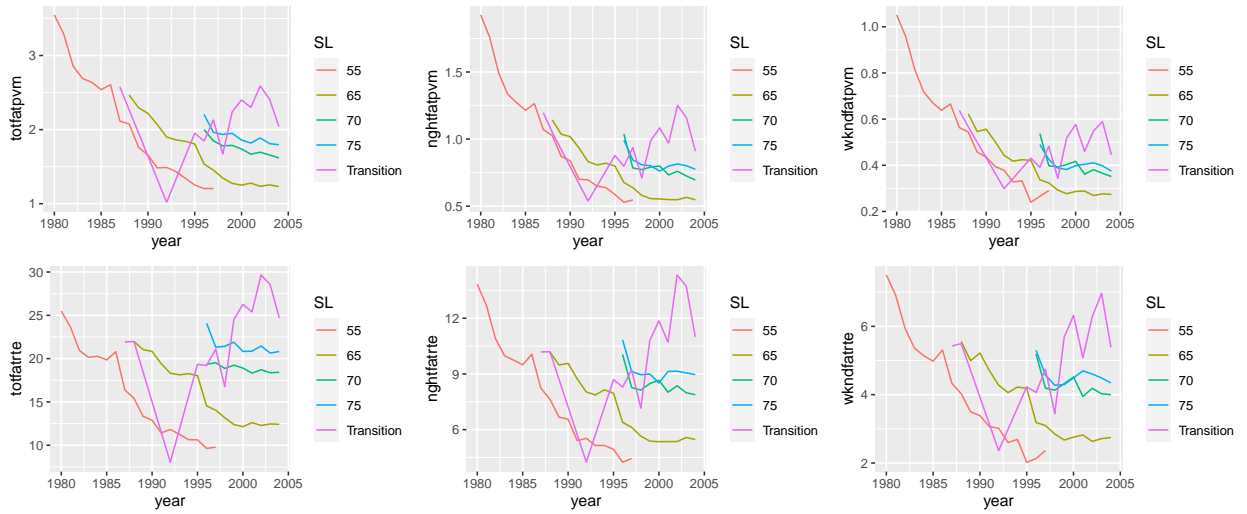 totfatpvm
3
2
1
1980 1985 1990 1995 2000 2005
year
SL
55
65
70
75
Transition
nghtfatpvm
1.5
1.0
0.5
1980 1985 1990 1995 2000 2005
year
SL
55
65
70
75
Transition
wkndfatpvm
1.0
0.8
0.6
0.4
0.2
1980 1985 1990 1995 2000 2005
year
SL
55
65
70
75
Transition
totfatrte
30
25
20
15
10
1980 1985 1990 1995 2000 2005
year
SL
55
65
70
75
Transition
nghtfatrte
12
9
6
1980 1985 1990 1995 2000 2005
year
SL
55
65
70
75
Transition
wkndfatrte
6
4
2
1980 1985 1990 1995 2000 2005
year
SL
55
65
70
75
Transition